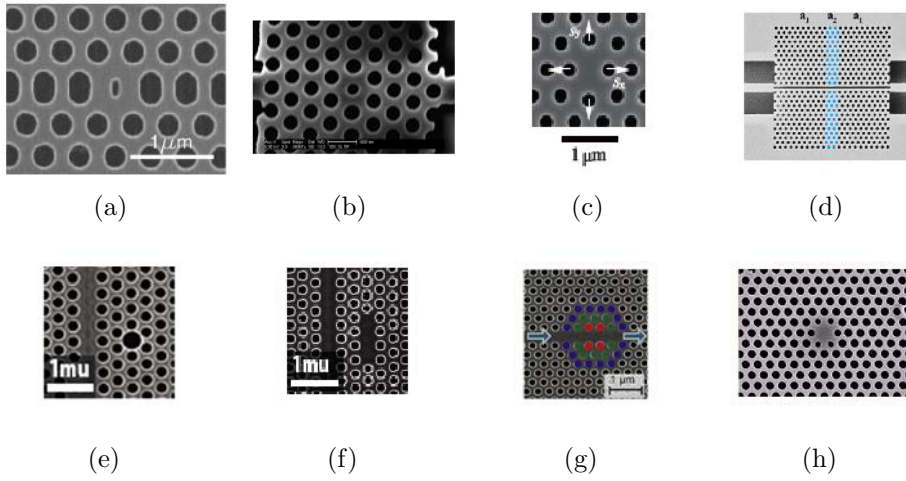 a₁ a₂ a₁
Sy
Sx
1μm
1 μm
(a)
(b)
(c)
(d)
1mu
1mu
1 μm
(e)
(f)
(g)
(h)